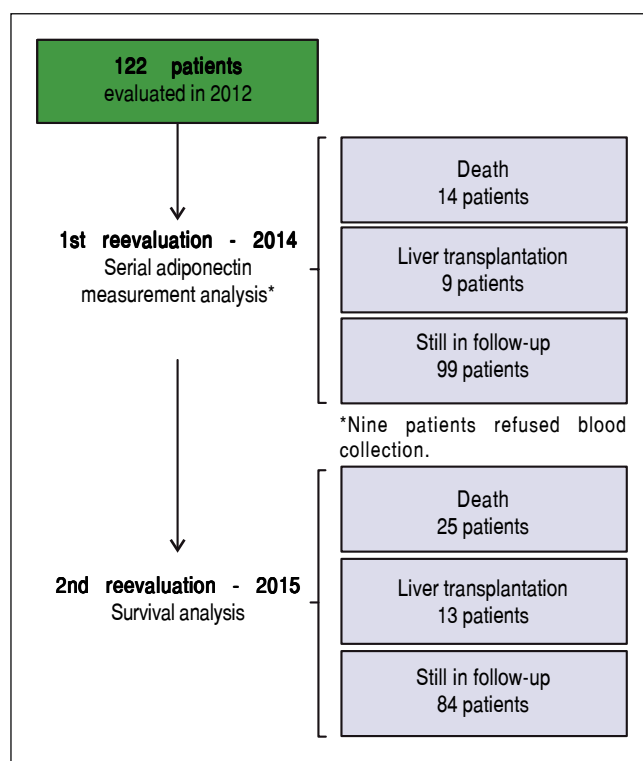 122 patients
evaluated in 2012
1st reevaluation - 2014
Serial adiponectin
measurement analysis*
Death
14 patients
Liver transplantation
9 patients
Still in follow-up
99 patients
*Nine patients refused blood
collection.
2nd reevaluation - 2015
Survival analysis
Death
25 patients
Liver transplantation
13 patients
Still in follow-up
84 patients